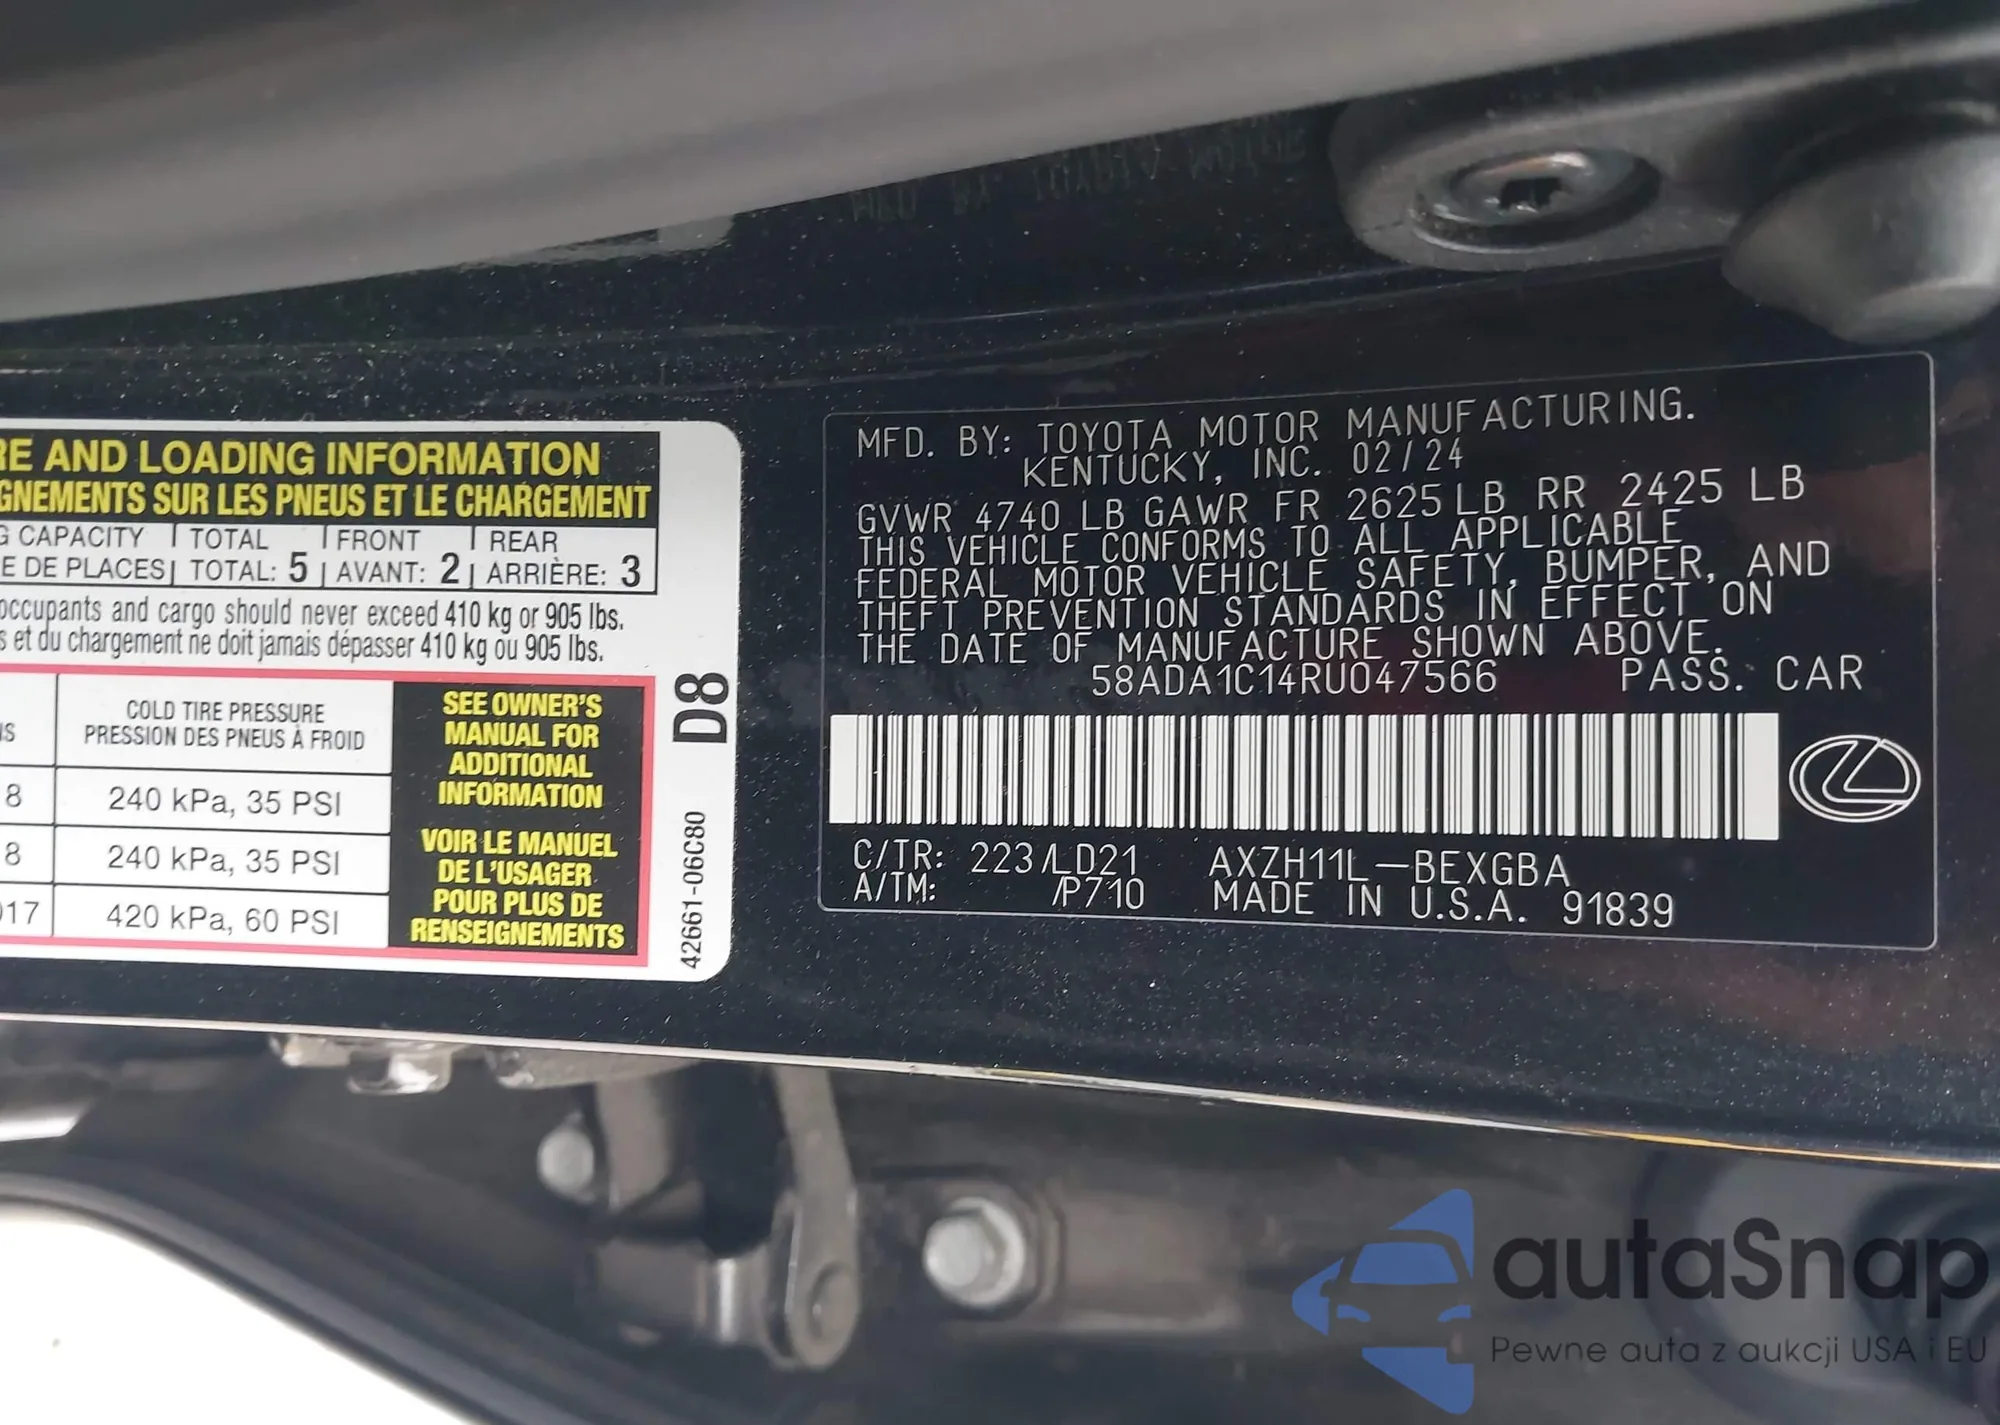 RE AND LOADING INFORMATION
GNEMENTS SUR LES PNEUS ET LE CHARGEMENT
G CAPACITY | TOTAL | FRONT | REAR
E DE PLACES | TOTAL: 5 | AVANT: 2 | ARRIÈRE: 3
occupants and cargo should never exceed 410 kg or 905 lbs.
s et du chargement ne doit jamais dépasser 410 kg ou 905 lbs.
COLD TIRE PRESSURE
PRESSION DES PNEUS À FROID
8 240 kPa, 35 PSI
8 240 kPa, 35 PSI
017 420 kPa, 60 PSI
SEE OWNER'S
MANUAL FOR
ADDITIONAL
INFORMATION
VOIR LE MANUEL
DE L'USAGER
POUR PLUS DE
RENSEIGNEMENTS
D8
42661-06C80
MFD. BY: TOYOTA MOTOR MANUFACTURING.
KENTUCKY, INC. 02/24
GVWR 4740 LB GAWR FR 2625 LB RR 2425 LB
THIS VEHICLE CONFORMS TO ALL APPLICABLE
FEDERAL MOTOR VEHICLE SAFETY, BUMPER, AND
THEFT PREVENTION STANDARDS IN EFFECT ON
THE DATE OF MANUFACTURE SHOWN ABOVE.
58ADA1C14RU047566 PASS. CAR
C/TR: 223/LD21 AXZH11L-BEXGBA
A/TM: /P710 MADE IN U.S.A. 91839
autaSnap
Pewne auta z aukcji USA i EU